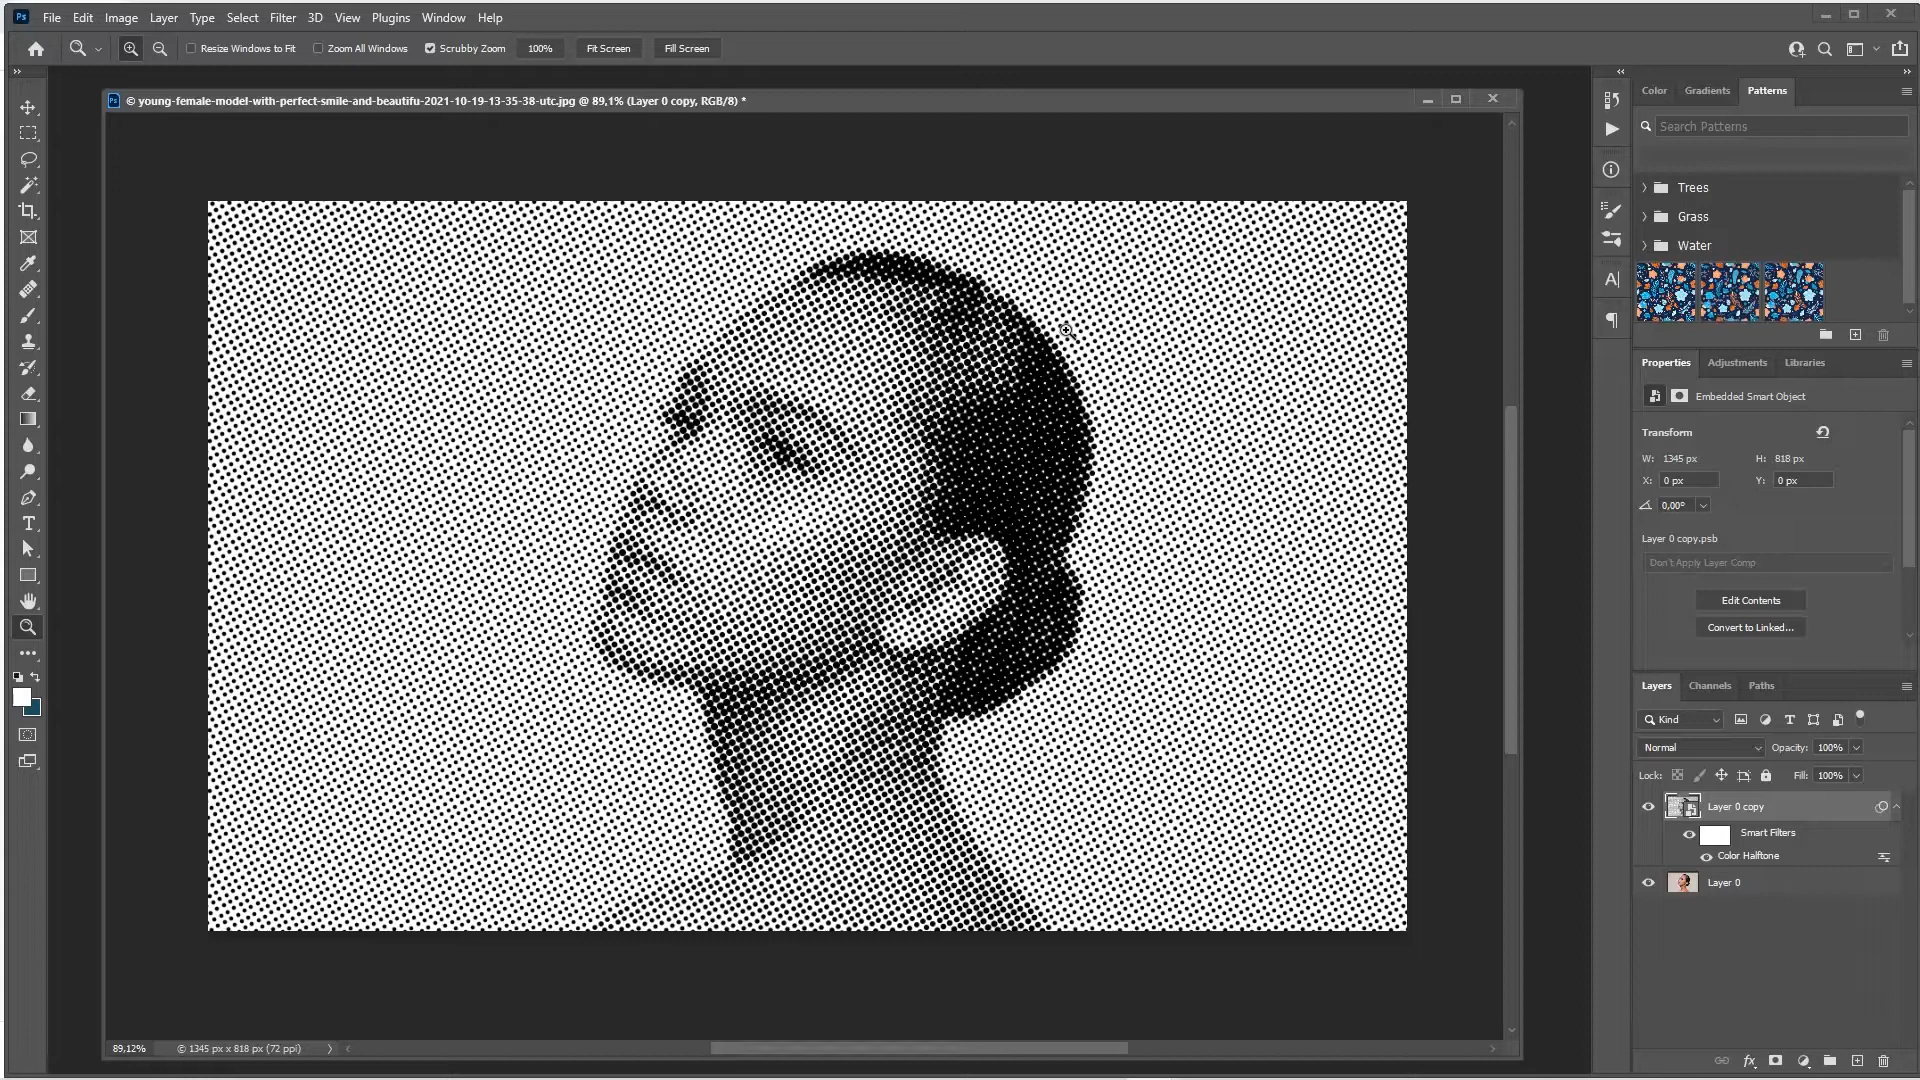 Ps File Edit Image Layer Type Select Filter 3D View Plugins Window Help
Resize Windows to Fit Zoom All Windows Scrubby Zoom 100% Fit Screen Fill Screen
Ps © young-female-model-with-perfect-smile-and-beautifu-2021-10-19-13-35-38-utc.jpg @ 89,1% (Layer 0 copy, RGB/8) *
Color Gradients Patterns
Search Patterns
Trees
Grass
Water
Properties Adjustments Libraries
Embedded Smart Object
Transform
W: 1345 px H: 818 px
X: 0 px Y: 0 px
0,00°
Layer 0 copy.psb
Don't Apply Layer Comp
Edit Contents
Convert to Linked...
Layers Channels Paths
Kind
Normal Opacity: 100%
Lock: Fill: 100%
Layer 0 copy
Smart Filters
Color Halftone
Layer 0
fx
89,12% © 1345 px x 818 px (72 ppi)